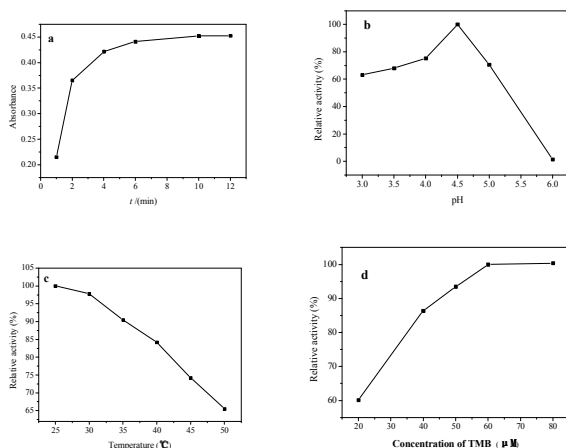 a
Absorbance
0.45
0.40
0.35
0.30
0.25
0.20
0 2 4 6 8 10 12
t /(min)
b
Relative activity (%)
100
80
60
40
20
0
3.0 3.5 4.0 4.5 5.0 5.5 6.0
pH
c
Relative activity (%)
105
100
95
90
85
80
75
70
65
25 30 35 40 45 50
Temperature (℃)
d
Relative activity (%)
100
90
80
70
60
20 30 40 50 60 70 80
Concentration of TMB ( μM)